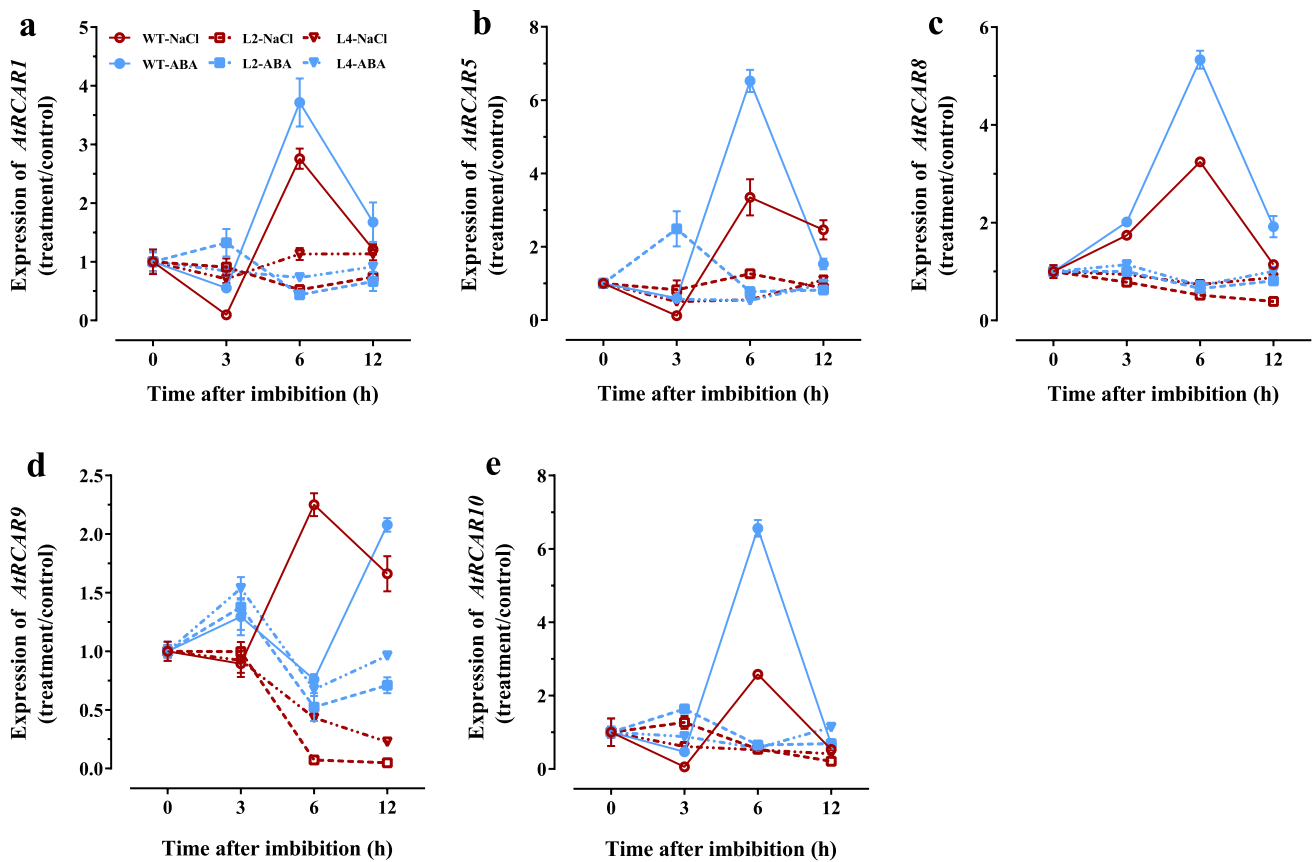 a
Expression of AtRCAR1
(treatment/control)
5
4
3
2
1
0
WT-NaCl
L2-NaCl
L4-NaCl
WT-ABA
L2-ABA
L4-ABA
0 3 6 12
Time after imbibition (h)
b
Expression of AtRCAR5
(treatment/control)
8
6
4
2
0
0 3 6 12
Time after imbibition (h)
c
Expression of AtRCAR8
(treatment/control)
6
4
2
0
0 3 6 12
Time after imbibition (h)
d
Expression of AtRCAR9
(treatment/control)
2.5
2.0
1.5
1.0
0.5
0.0
0 3 6 12
Time after imbibition (h)
e
Expression of AtRCAR10
(treatment/control)
8
6
4
2
0
0 3 6 12
Time after imbibition (h)